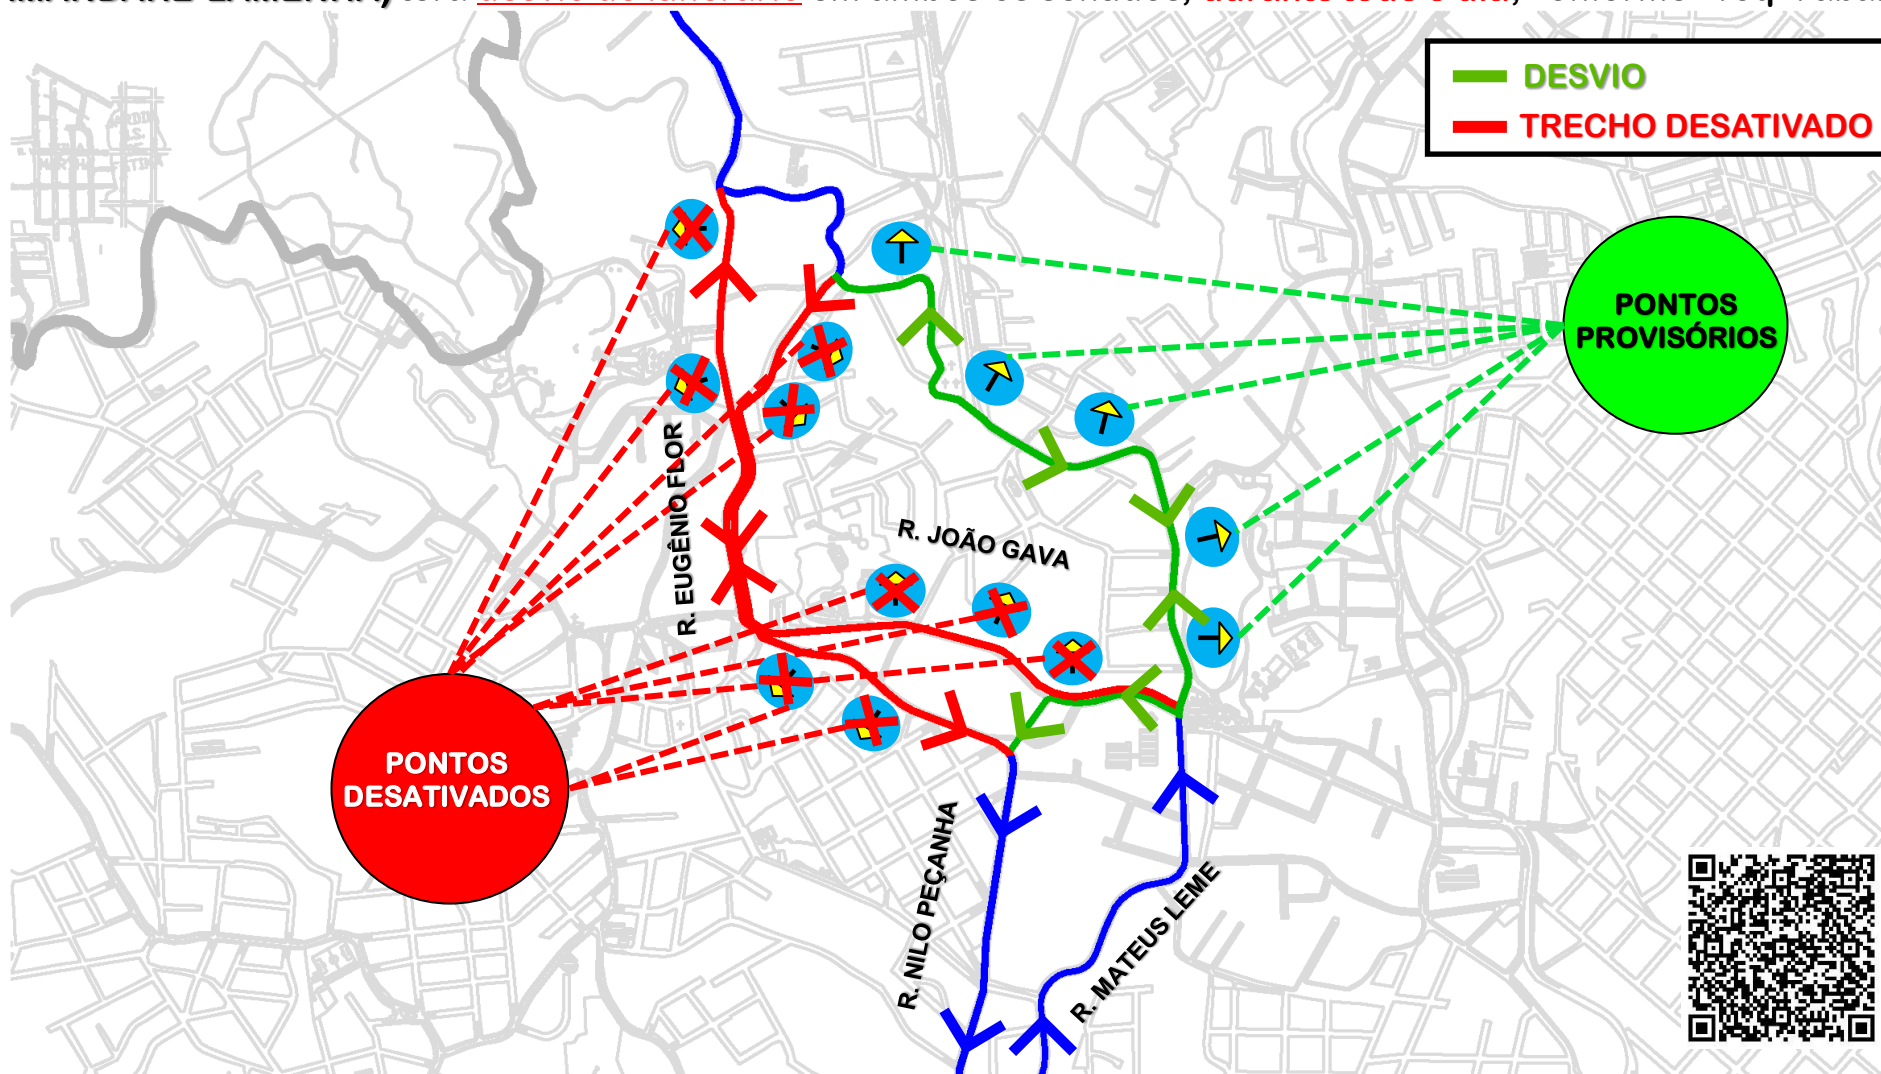 DESVIO
TRECHO DESATIVADO
PONTOS
PROVISÓRIOS
R. EUGÊNIO FLOR
R. JOÃO GAVA
PONTOS
DESATIVADOS
R. NILO PEÇANHA
R. MATEUS LEME